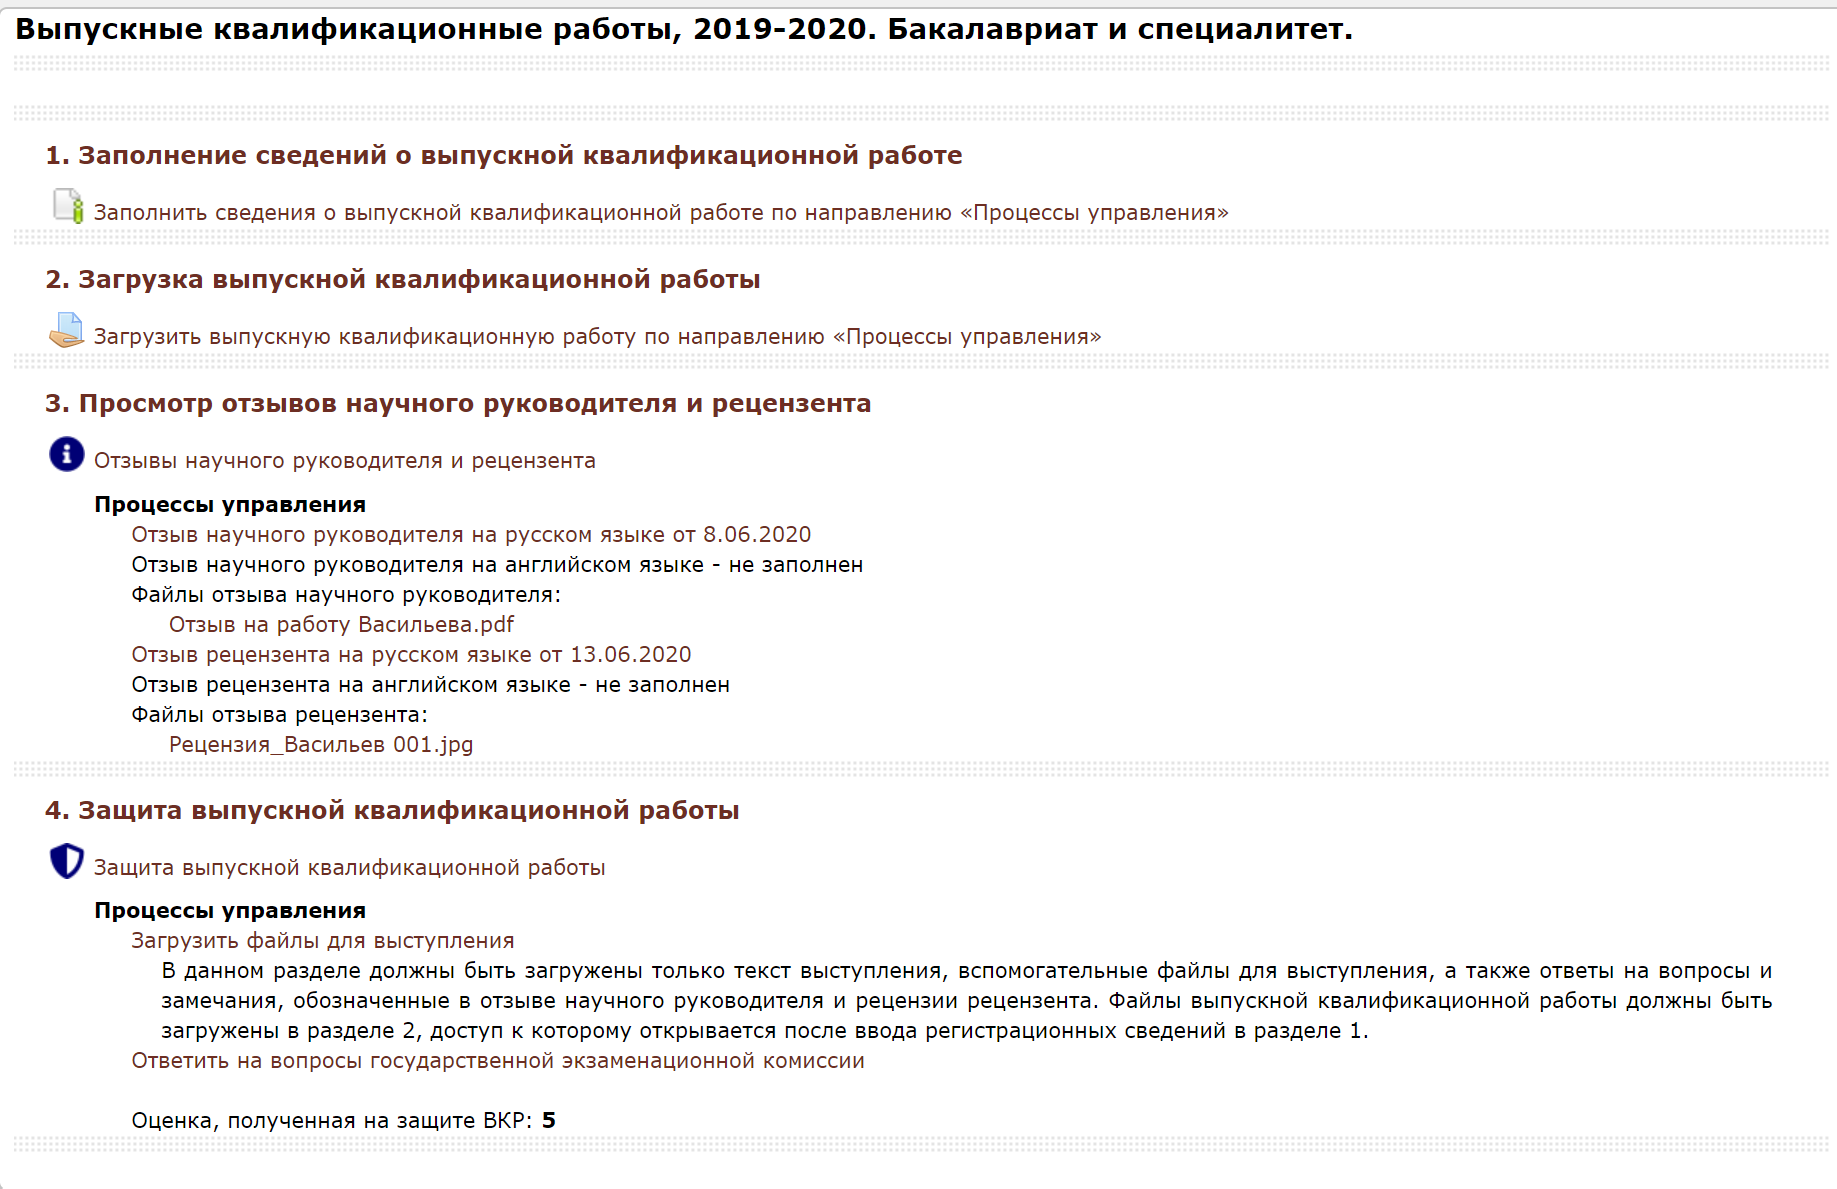 Выпускные квалификационные работы, 2019-2020. Бакалавриат и специалитет.
1. Заполнение сведений о выпускной квалификационной работе
Заполнить сведения о выпускной квалификационной работе по направлению «Процессы управления»
2. Загрузка выпускной квалификационной работы
Загрузить выпускную квалификационную работу по направлению «Процессы управления»
3. Просмотр отзывов научного руководителя и рецензента
Отзывы научного руководителя и рецензента
Процессы управления
Отзыв научного руководителя на русском языке от 8.06.2020
Отзыв научного руководителя на английском языке - не заполнен
Файлы отзыва научного руководителя:
Отзыв на работу Васильева.pdf
Отзыв рецензента на русском языке от 13.06.2020
Отзыв рецензента на английском языке - не заполнен
Файлы отзыва рецензента:
Рецензия_Васильев 001.jpg
4. Защита выпускной квалификационной работы
Защита выпускной квалификационной работы
Процессы управления
Загрузить файлы для выступления
В данном разделе должны быть загружены только текст выступления, вспомогательные файлы для выступления, а также ответы на вопросы и
замечания, обозначенные в отзыве научного руководителя и рецензии рецензента. Файлы выпускной квалификационной работы должны быть
загружены в разделе 2, доступ к которому открывается после ввода регистрационных сведений в разделе 1.
Ответить на вопросы государственной экзаменационной комиссии
Оценка, полученная на защите ВКР: 5